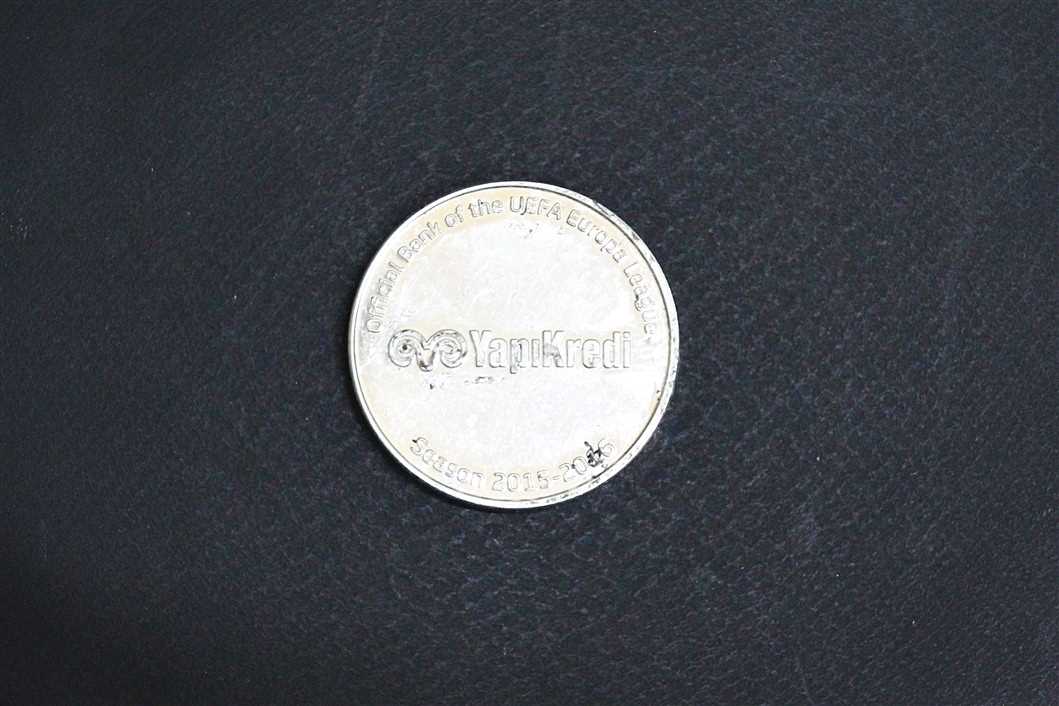 Official Bank of the UEFA Europa League
YapıKredi
Season 2015-2016